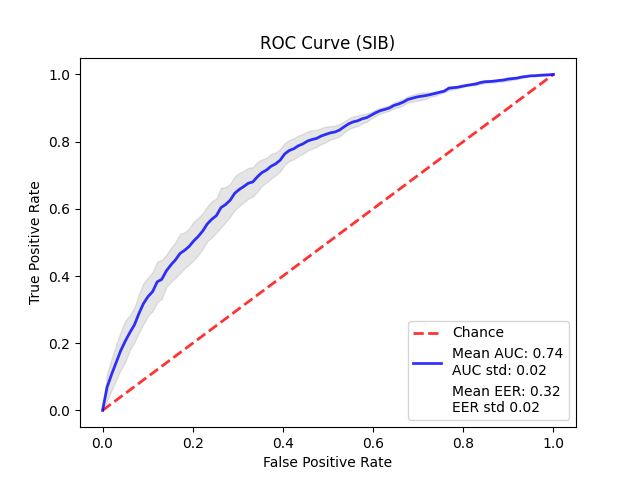 ROC Curve (SIB)
1.0
0.8
0.6
0.4
0.2
0.0
True Positive Rate
0.0 0.2 0.4 0.6 0.8 1.0
False Positive Rate
Chance
Mean AUC: 0.74
AUC std: 0.02
Mean EER: 0.32
EER std 0.02